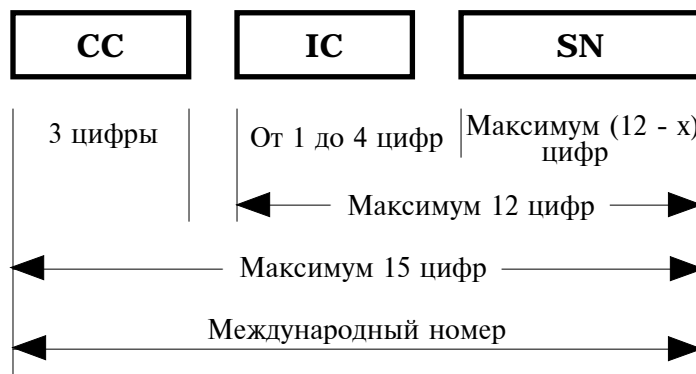 CC IC SN
3 цифры От 1 до 4 цифр Максимум (12 - x)
цифр
Максимум 12 цифр
Максимум 15 цифр
Международный номер